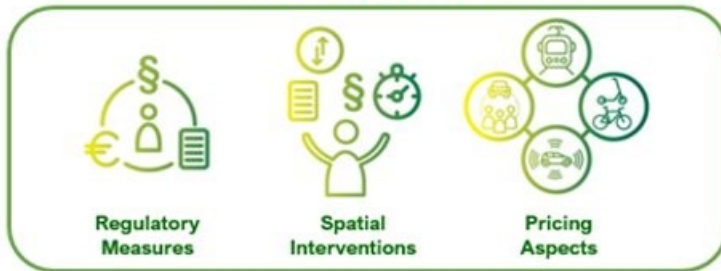 §
§
€
Regulatory
Measures
Spatial
Interventions
Pricing
Aspects